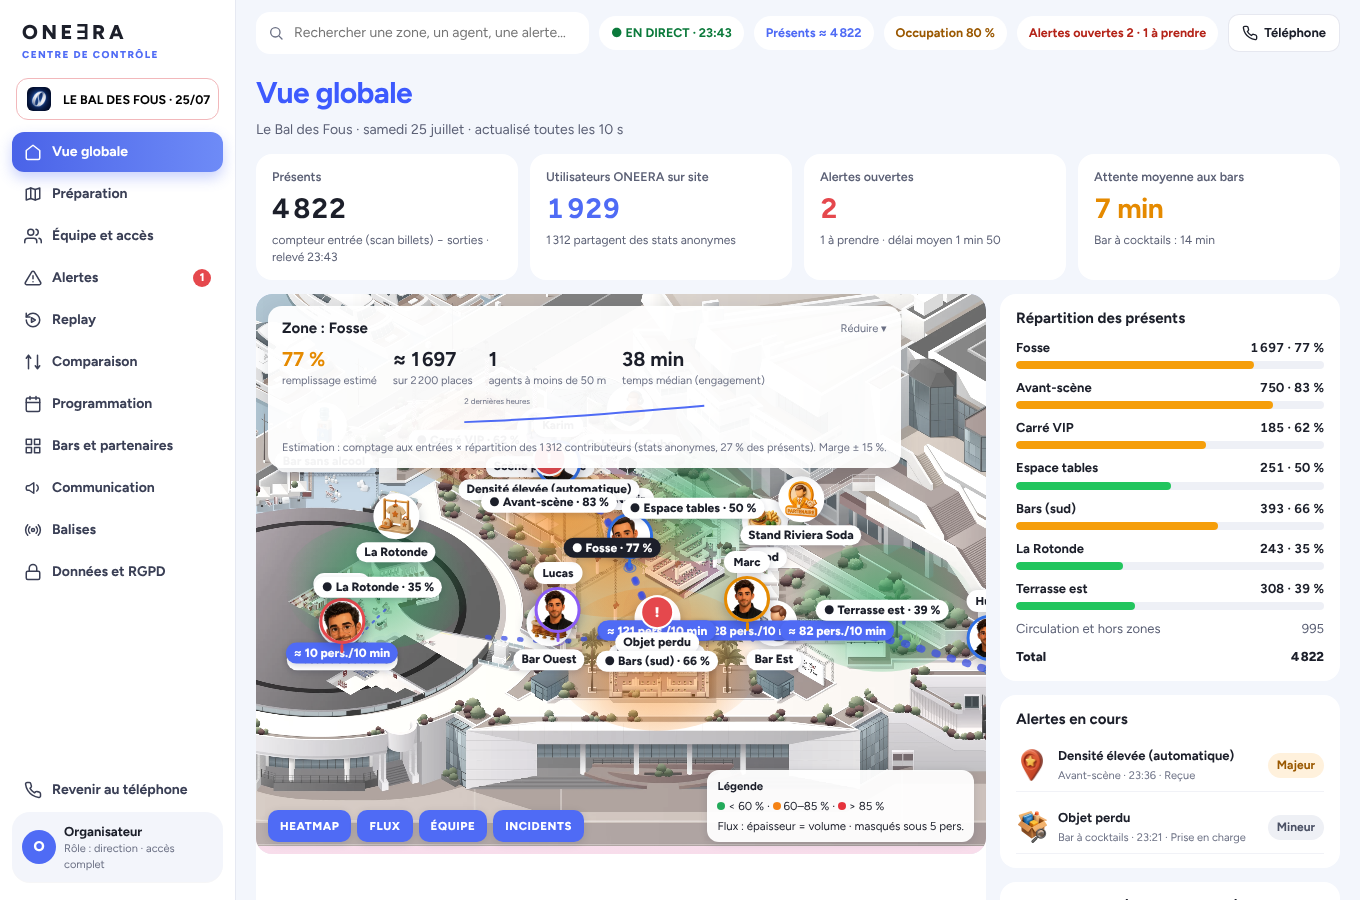 ONEERA
CENTRE DE CONTRÔLE
LE BAL DES FOUS · 25/07
Vue globale
Préparation
Équipe et accès
Alertes
1
Replay
Comparaison
Programmation
Bars et partenaires
Communication
Balises
Données et RGPD
Revenir au téléphone
O
Organisateur
Rôle : direction · accès
complet
Rechercher une zone, un agent, une alerte...
EN DIRECT · 23:43
Présents ≈ 4 822
Occupation 80 %
Alertes ouvertes 2 · 1 à prendre
Téléphone
Vue globale
Le Bal des Fous · samedi 25 juillet · actualisé toutes les 10 s
Présents
4 822
compteur entrée (scan billets) − sorties ·
relevé 23:43
Utilisateurs ONEERA sur site
1 929
1 312 partagent des stats anonymes
Alertes ouvertes
2
1 à prendre · délai moyen 1 min 50
Attente moyenne aux bars
7 min
Bar à cocktails : 14 min
Zone : Fosse
Réduire ▾
77 %
remplissage estimé
≈ 1 697
sur 2 200 places
1
agents à moins de 50 m
38 min
temps médian (engagement)
2 dernières heures
Karim
Estimation : comptage aux entrées × répartition des 1 312 contributeurs (stats anonymes, 27 % des présents). Marge ± 15 %.
Bar sans alcool
Densité élevée (automatique)
Avant-scène · 83 %
Espace tables · 50 %
Stand Riviera Soda
La Rotonde
Fosse · 77 %
Marc
Lucas
La Rotonde · 35 %
Terrasse est · 39 %
!
≈ 121 pers./10 min
≈ 82 pers./10 min
Objet perdu
≈ 10 pers./10 min
Bar Ouest
Bars (sud) · 66 %
Bar Est
HEATMAP
FLUX
ÉQUIPE
INCIDENTS
Légende
< 60 % · 60–85 % · > 85 %
Flux : épaisseur = volume · masqués sous 5 pers.
Répartition des présents
Fosse 1 697 · 77 %
Avant-scène 750 · 83 %
Carré VIP 185 · 62 %
Espace tables 251 · 50 %
Bars (sud) 393 · 66 %
La Rotonde 243 · 35 %
Terrasse est 308 · 39 %
Circulation et hors zones 995
Total 4 822
Alertes en cours
Densité élevée (automatique)
Avant-scène · 23:36 · Reçue
Majeur
Objet perdu
Bar à cocktails · 23:21 · Prise en charge
Mineur